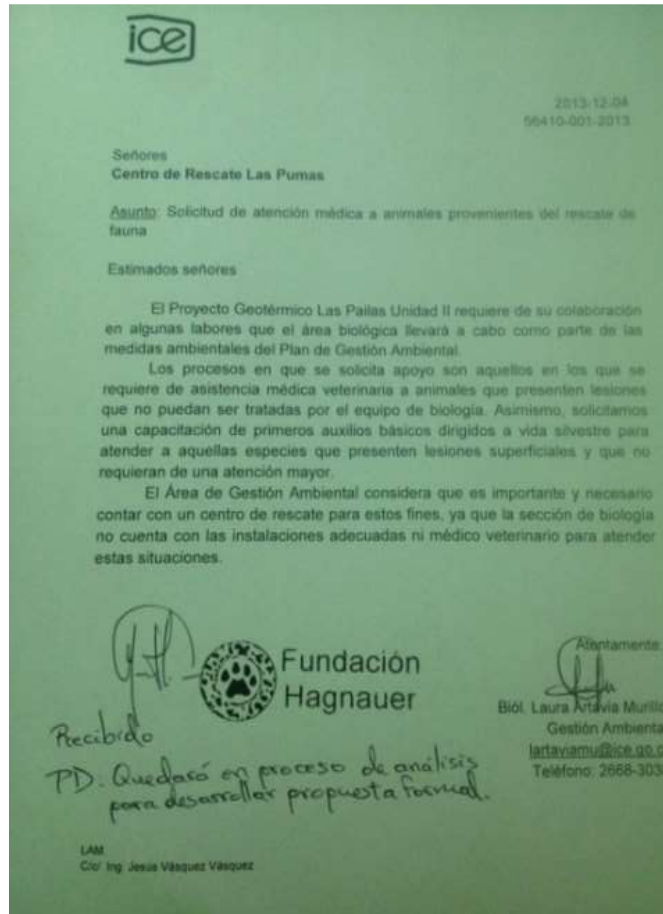 ice
2013-12-04
56410-001-2013
Señores
Centro de Rescate Las Pumas
Asunto: Solicitud de atención médica a animales provenientes del rescate de
fauna
Estimados señores
El Proyecto Geotérmico Las Pailas Unidad II requiere de su colaboración
en algunas labores que el área biológica llevará a cabo como parte de las
medidas ambientales del Plan de Gestión Ambiental.
Los procesos en que se solicita apoyo son aquellos en los que se
requiere de asistencia médica veterinaria a animales que presenten lesiones
que no puedan ser tratadas por el equipo de biología. Asimismo, solicitamos
una capacitación de primeros auxilios básicos dirigidos a vida silvestre para
atender a aquellas especies que presenten lesiones superficiales y que no
requieran de una atención mayor.
El Área de Gestión Ambiental considera que es importante y necesario
contar con un centro de rescate para estos fines, ya que la sección de biología
no cuenta con las instalaciones adecuadas ni médico veterinario para atender
estas situaciones.
Fundación
Hagnauer
Atentamente:
Biól. Laura Artavia Murillo
Gestión Ambienta
lartaviamu@ice.go.c
Teléfono: 2668-303
Recibido
PD: Quedará en proceso de análisis
para desarrollar propuesta formal.
LAM
C/c/ Ing. Jesús Vásquez Vásquez